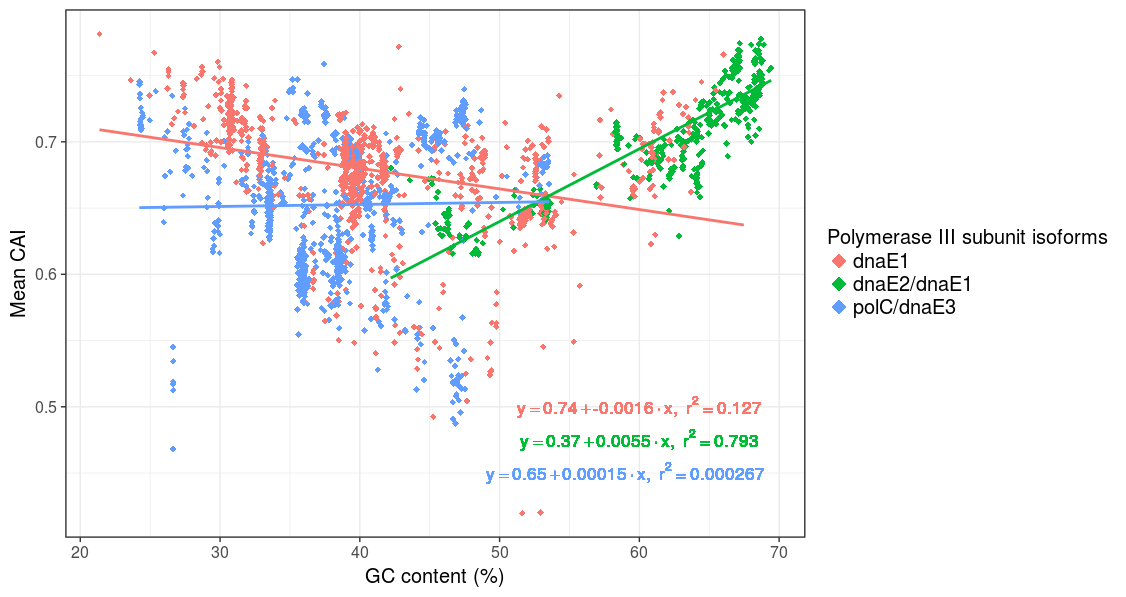 Mean CAI
0.7
0.6
0.5
y = 0.74 + -0.0016 · x, r² = 0.127
y = 0.37 + 0.0055 · x, r² = 0.793
y = 0.65 + 0.00015 · x, r² = 0.000267
20 30 40 50 60 70
GC content (%)
Polymerase III subunit isoforms
dnaE1
dnaE2/dnaE1
polC/dnaE3